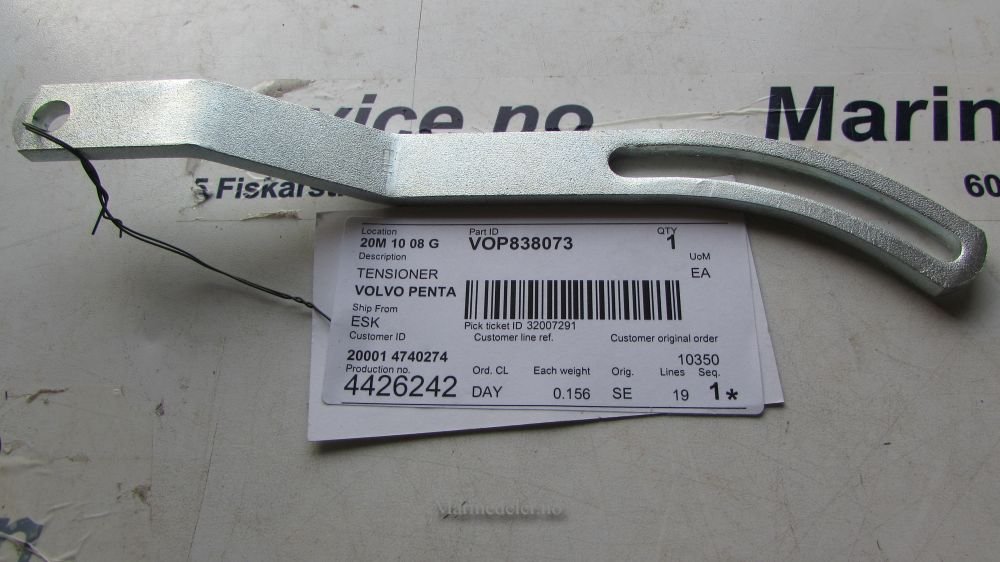 vice no
Marin
5 Fiskarst
60
Location
20M 10 08 G
Part ID
VOP838073
QTY
1
Description
UoM
TENSIONER
EA
VOLVO PENTA
Ship From
ESK
Pick ticket ID 32007291
Customer ID
Customer line ref.
Customer original order
20001 4740274
10350
Production no.
Ord. CL
Each weight
Orig.
Lines
Seq.
4426242
DAY
0.156
SE
19
1*